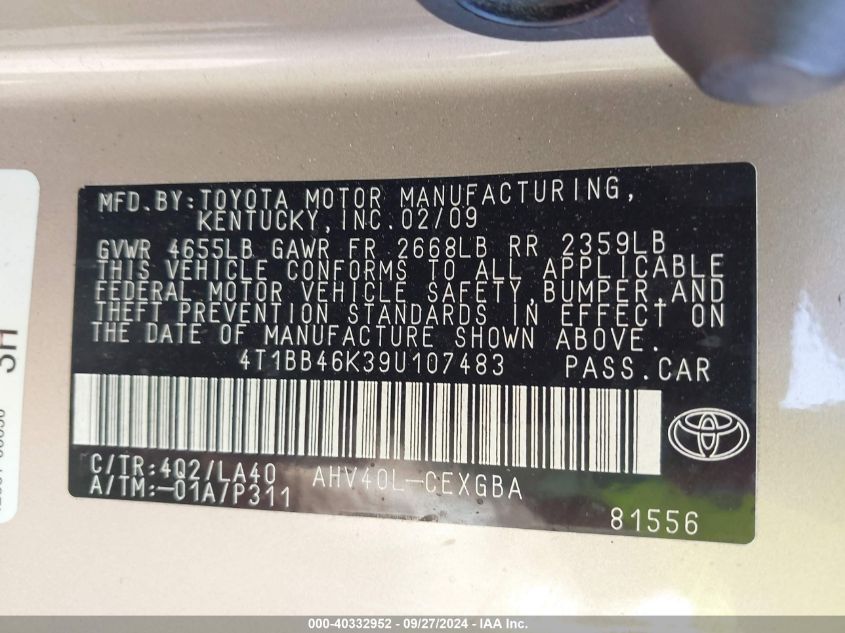 MFD.BY:TOYOTA MOTOR MANUFACTURING,
KENTUCKY,INC.02/09
GVWR 4655LB GAWR FR 2668LB RR 2359LB
THIS VEHICLE CONFORMS TO ALL APPLICABLE
FEDERAL MOTOR VEHICLE SAFETY,BUMPER,AND
THEFT PREVENTION STANDARDS IN EFFECT ON
THE DATE OF MANUFACTURE SHOWN ABOVE.
4T1BB46K39U107483 PASS.CAR
C/TR:4Q2/LA40 AHV40L-CEXGBA
A/TM:-01A/P311
81556
000-40332952 - 09/27/2024 - IAA Inc.